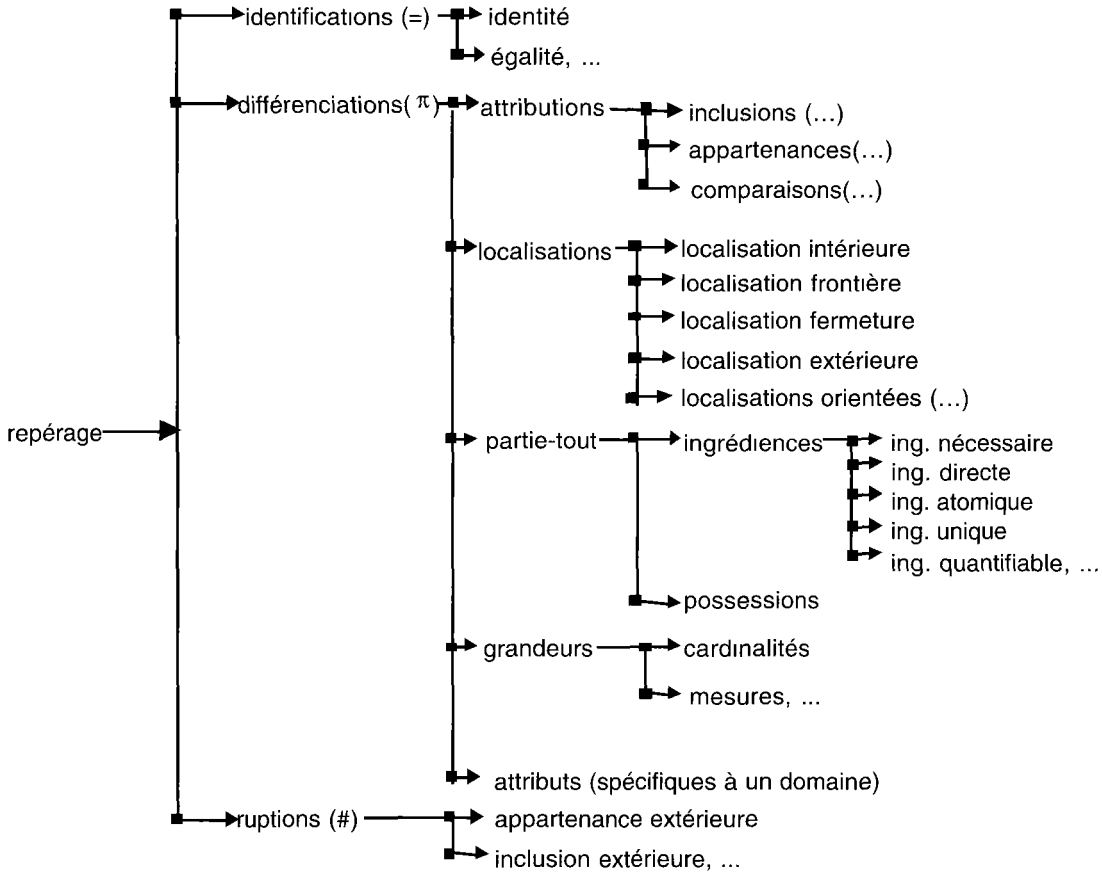 identifications (=)
identité
égalité, ...
différenciations( π )
attributions
inclusions (...)
appartenances(...)
comparaisons(...)
localisations
localisation intérieure
localisation frontière
localisation fermeture
localisation extérieure
localisations orientées (...)
repérage
partie-tout
ingrédiences
ing. nécessaire
ing. directe
ing. atomique
ing. unique
ing. quantifiable, ...
possessions
grandeurs
cardinalités
mesures, ...
attributs (spécifiques à un domaine)
ruptions (#)
appartenance extérieure
inclusion extérieure, ...